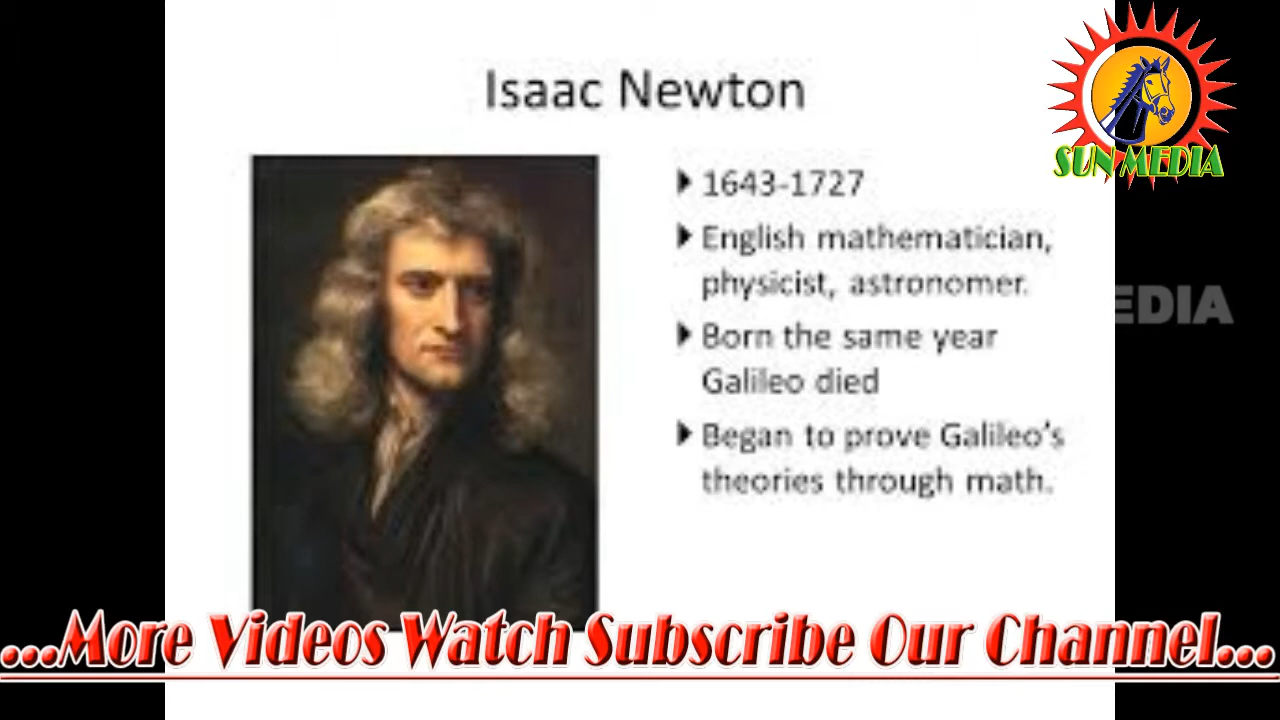 Isaac Newton
SUN MEDIA
1643-1727
English mathematician,
physicist, astronomer.
EDIA
Born the same year
Galileo died
Began to prove Galileo's
theories through math.
...More Videos Watch Subscribe Our Channel...